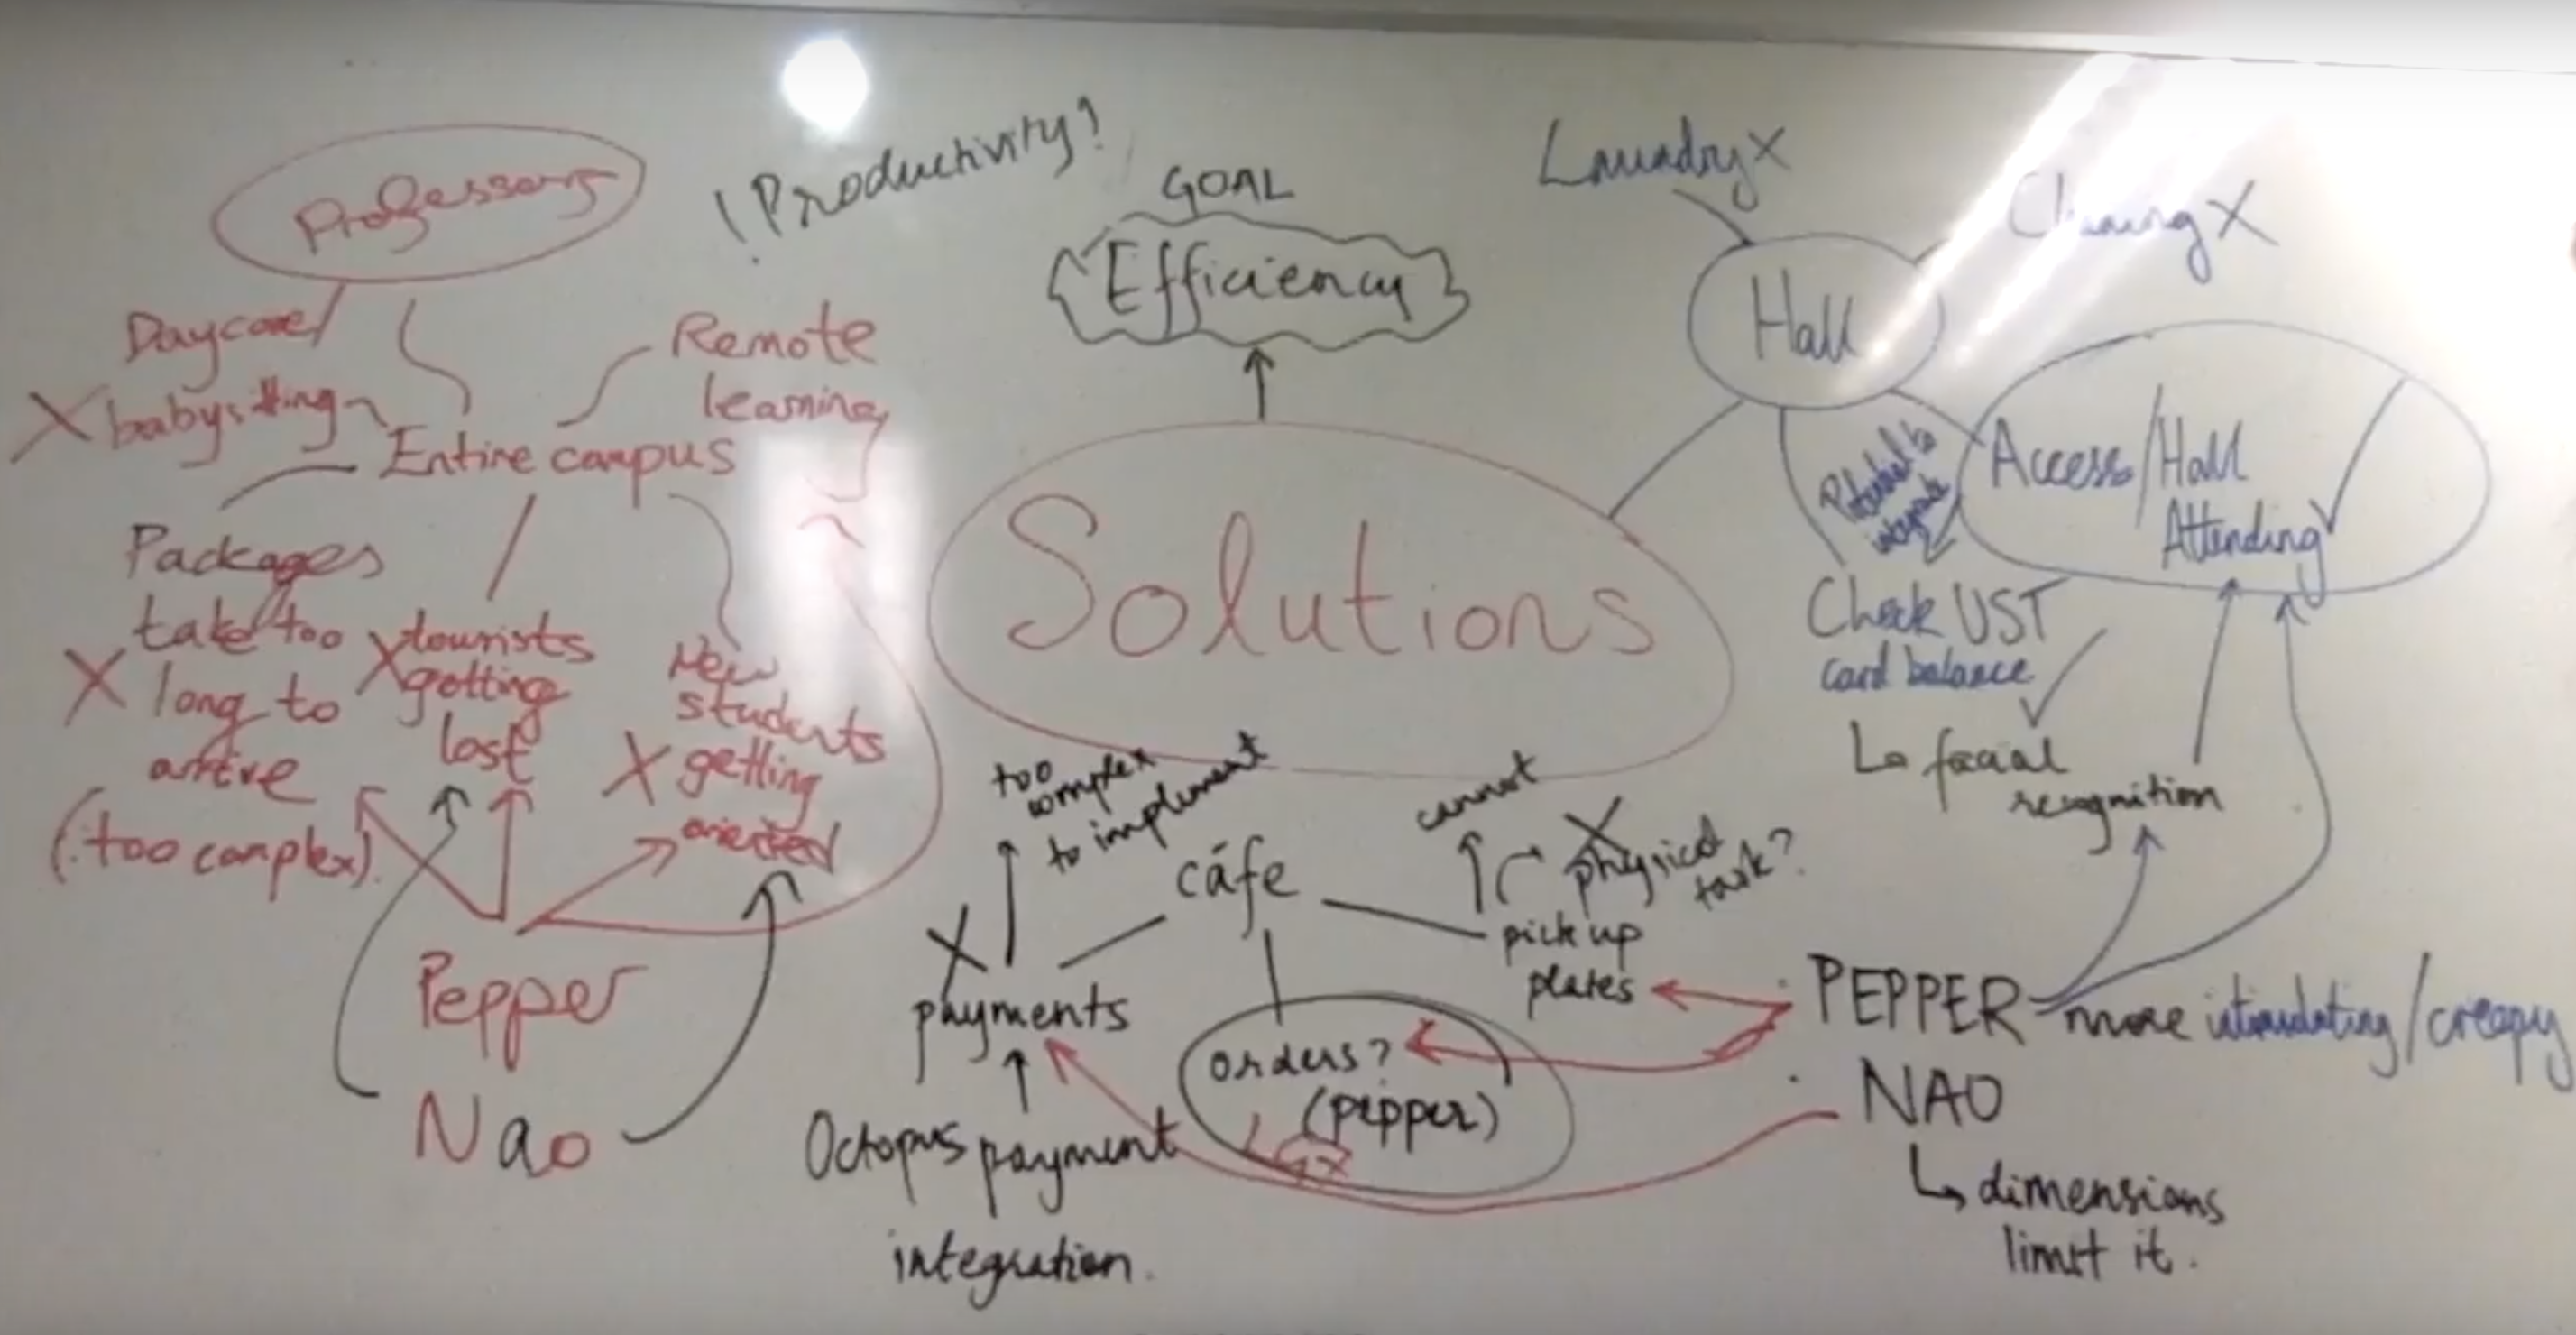 Professors
! Productivity!
GOAL
Efficiency
Laundry X
Cleaning X
Hall
Daycare/
X babysitting
Remote
learning
Entire campus
Packages
take too
X long to
arrive
(too complex).
X tourists
getting
lost
New
students
X getting
oriented
Pepper
Nao
Solutions
Potential to
integrate
Access/Hall
Attending ✓
Check UST
card balance
✓
↳ facial
recognition
too
complex
to implement
cáfe
cannot
X
physical
task?
pick up
plates
X
payments
Octopus payment
integration.
orders?
(pepper)
PEPPER
more intimidating/creepy
NAO
↳ dimensions
limit it.